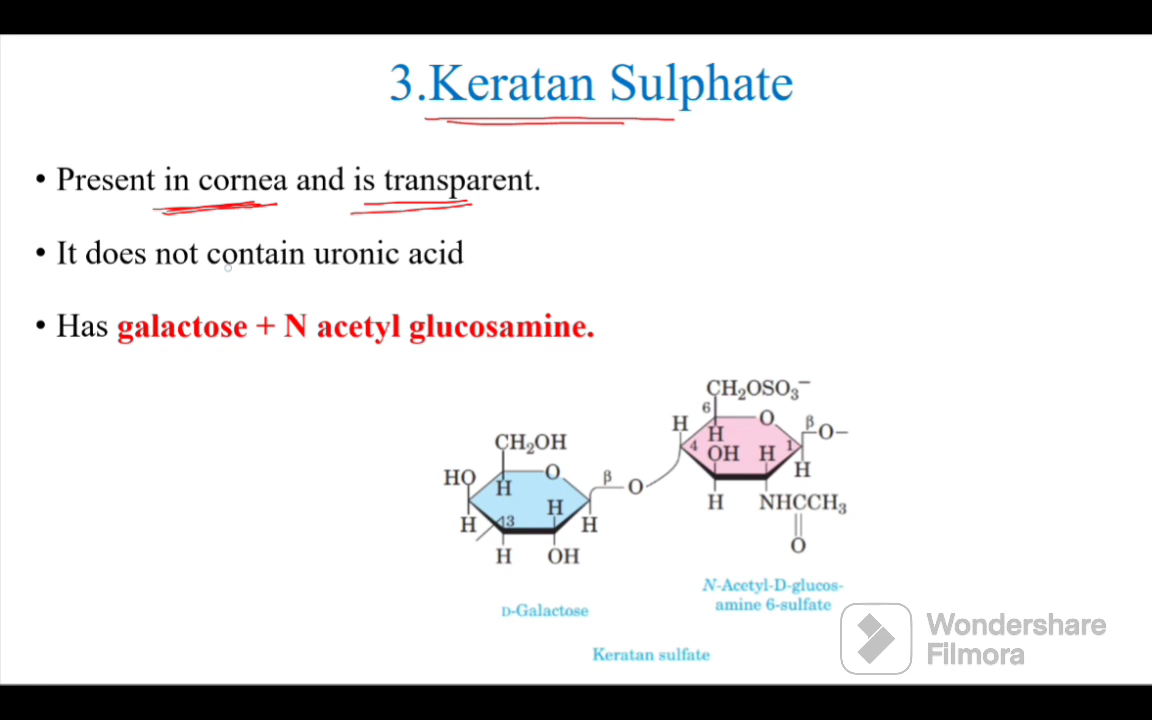 3.Keratan Sulphate
• Present in cornea and is transparent.
• It does not contain uronic acid
• Has galactose + N acetyl glucosamine.
CH₂OSO₃⁻
6
H O β O–
H
4 OH H 1
H
H NHCCH₃
O
CH₂OH
HO O β O
H
H
H 13 H
H OH
D-Galactose
N-Acetyl-D-glucos-
amine 6-sulfate
Keratan sulfate
Wondershare
Filmora